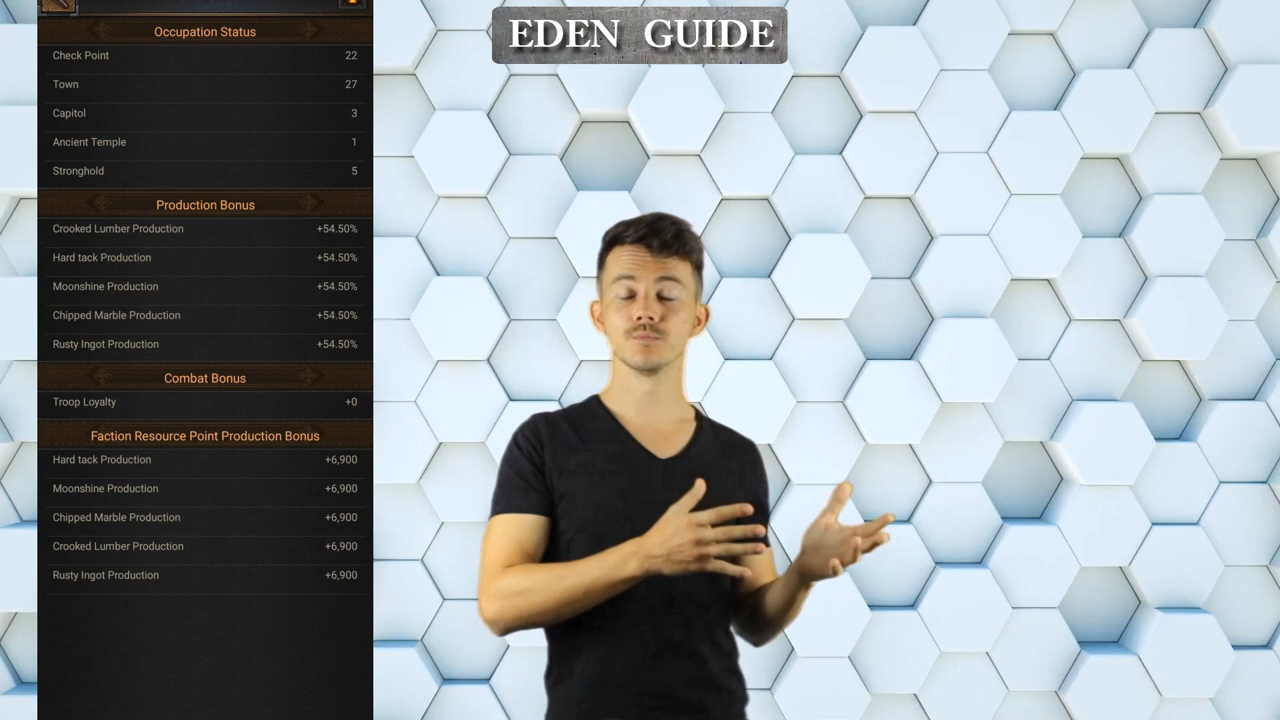 EDEN GUIDE
Occupation Status
Check Point 22
Town 27
Capitol 3
Ancient Temple 1
Stronghold 5
Production Bonus
Crooked Lumber Production +54.50%
Hard tack Production +54.50%
Moonshine Production +54.50%
Chipped Marble Production +54.50%
Rusty Ingot Production +54.50%
Combat Bonus
Troop Loyalty +0
Faction Resource Point Production Bonus
Hard tack Production +6,900
Moonshine Production +6,900
Chipped Marble Production +6,900
Crooked Lumber Production +6,900
Rusty Ingot Production +6,900